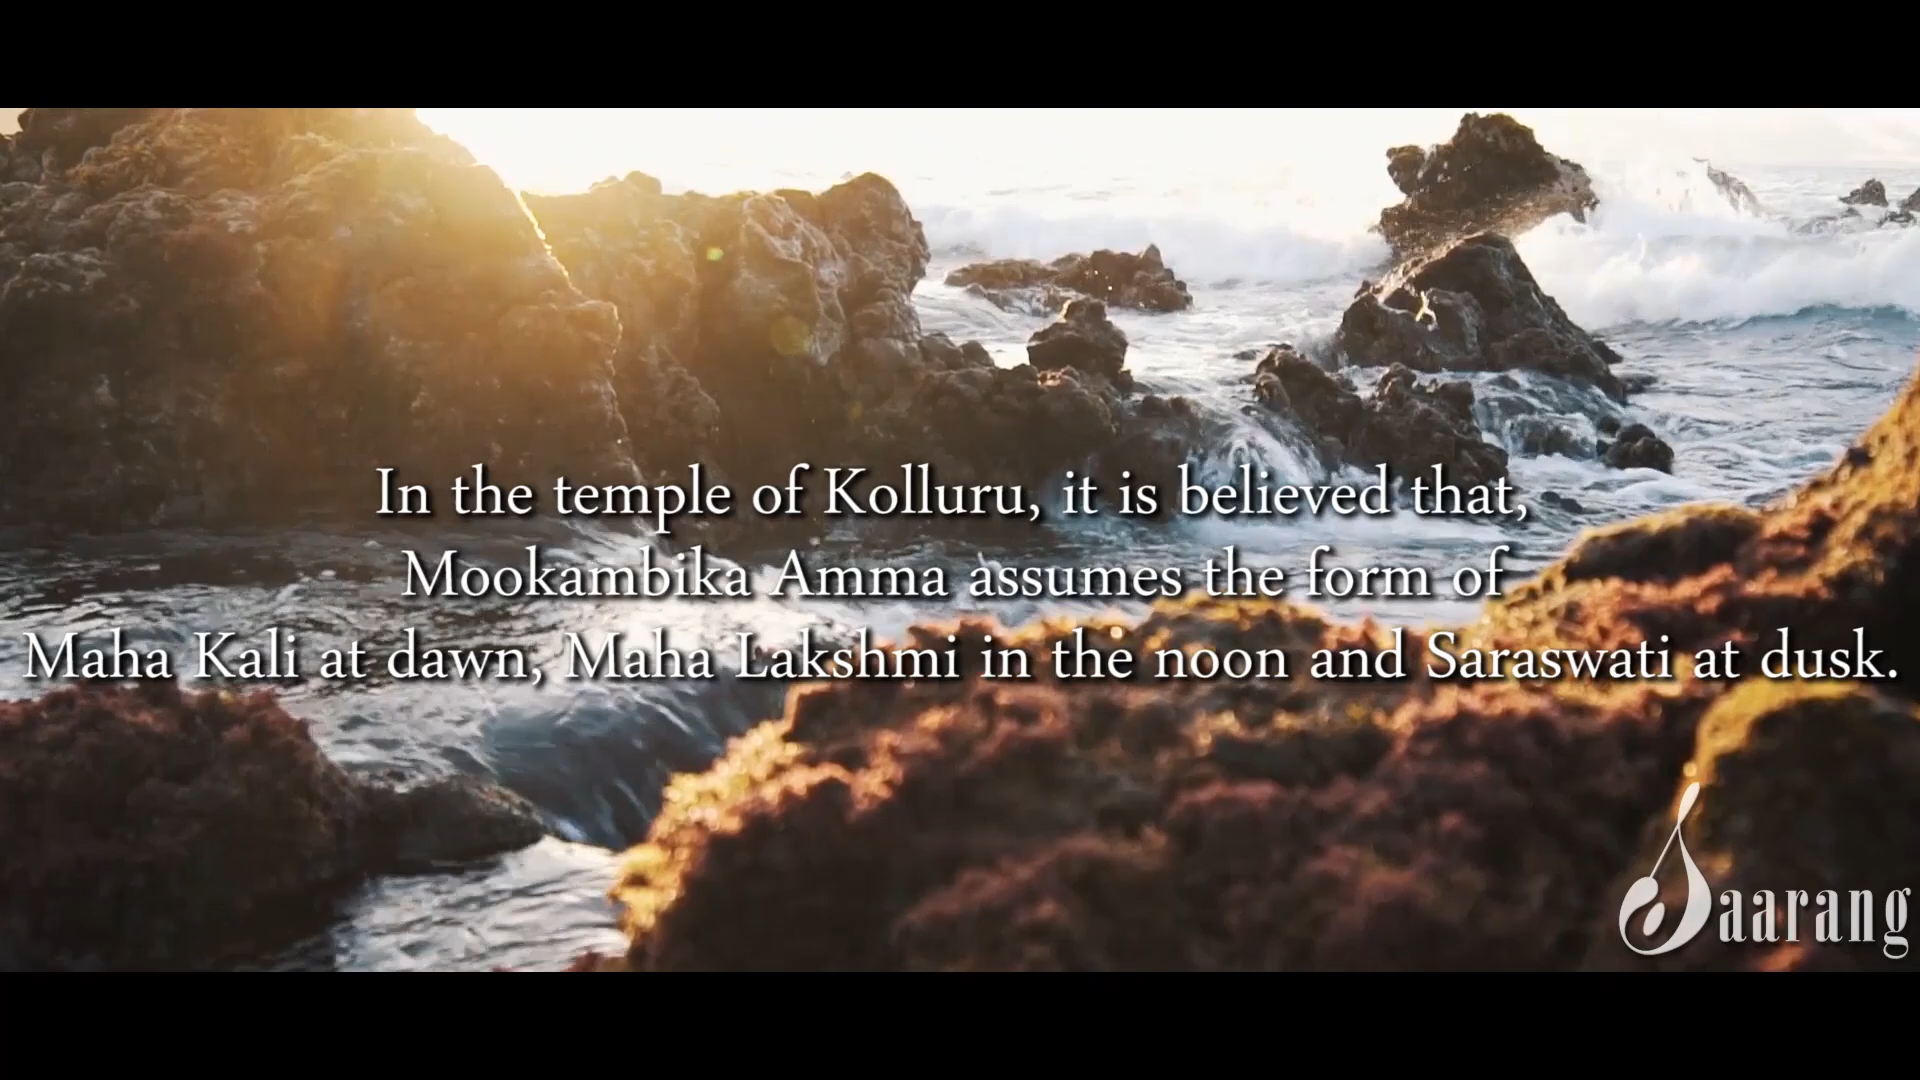 In the temple of Kolluru, it is believed that,
Mookambika Amma assumes the form of
Maha Kali at dawn, Maha Lakshmi in the noon and Saraswati at dusk.
Saarang